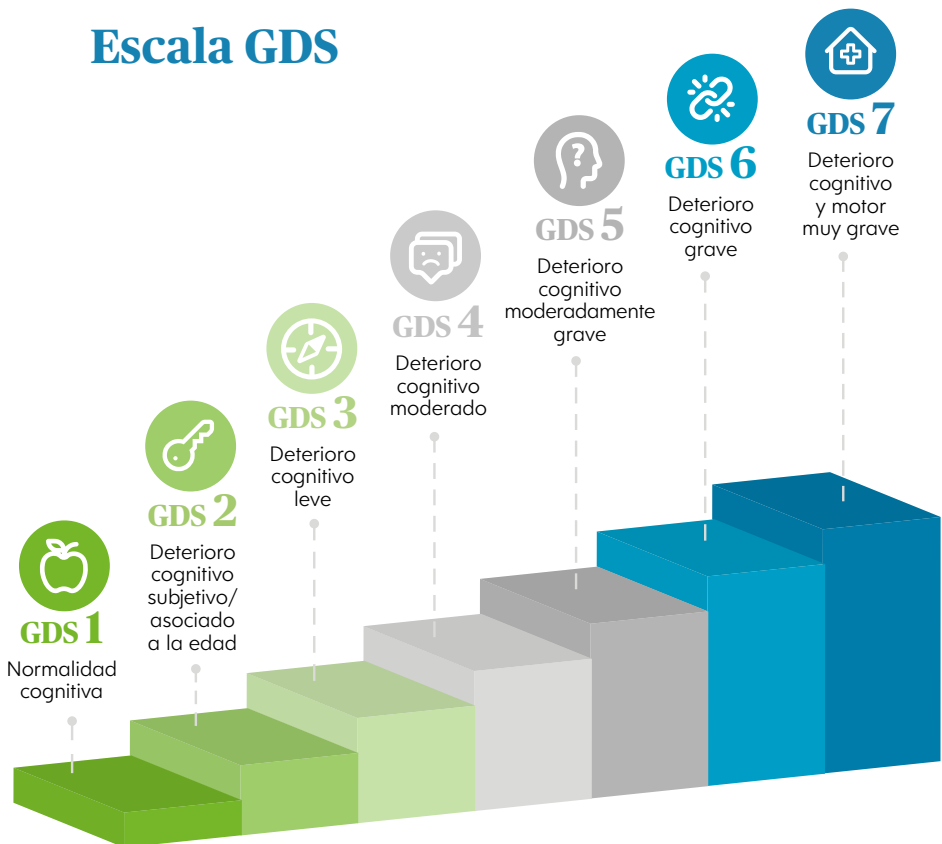 Escala GDS
GDS 1
Normalidad
cognitiva
GDS 2
Deterioro
cognitivo
subjetivo/
asociado
a la edad
GDS 3
Deterioro
cognitivo
leve
GDS 4
Deterioro
cognitivo
moderado
GDS 5
Deterioro
cognitivo
moderadamente
grave
GDS 6
Deterioro
cognitivo
grave
GDS 7
Deterioro
cognitivo
y motor
muy grave